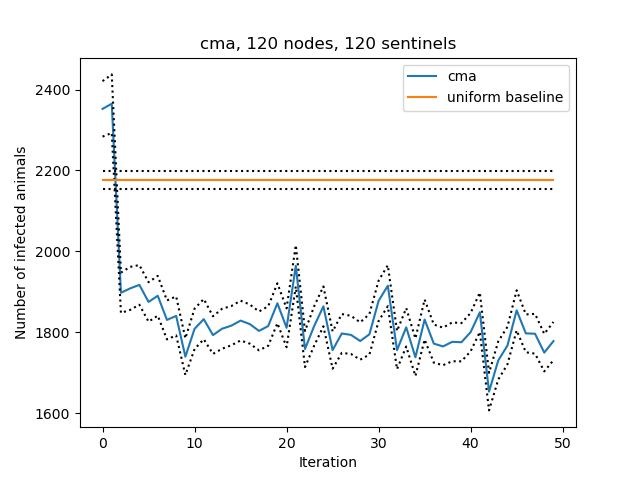 cma, 120 nodes, 120 sentinels
cma
uniform baseline
Number of infected animals
2400
2200
2000
1800
1600
0 10 20 30 40 50
Iteration